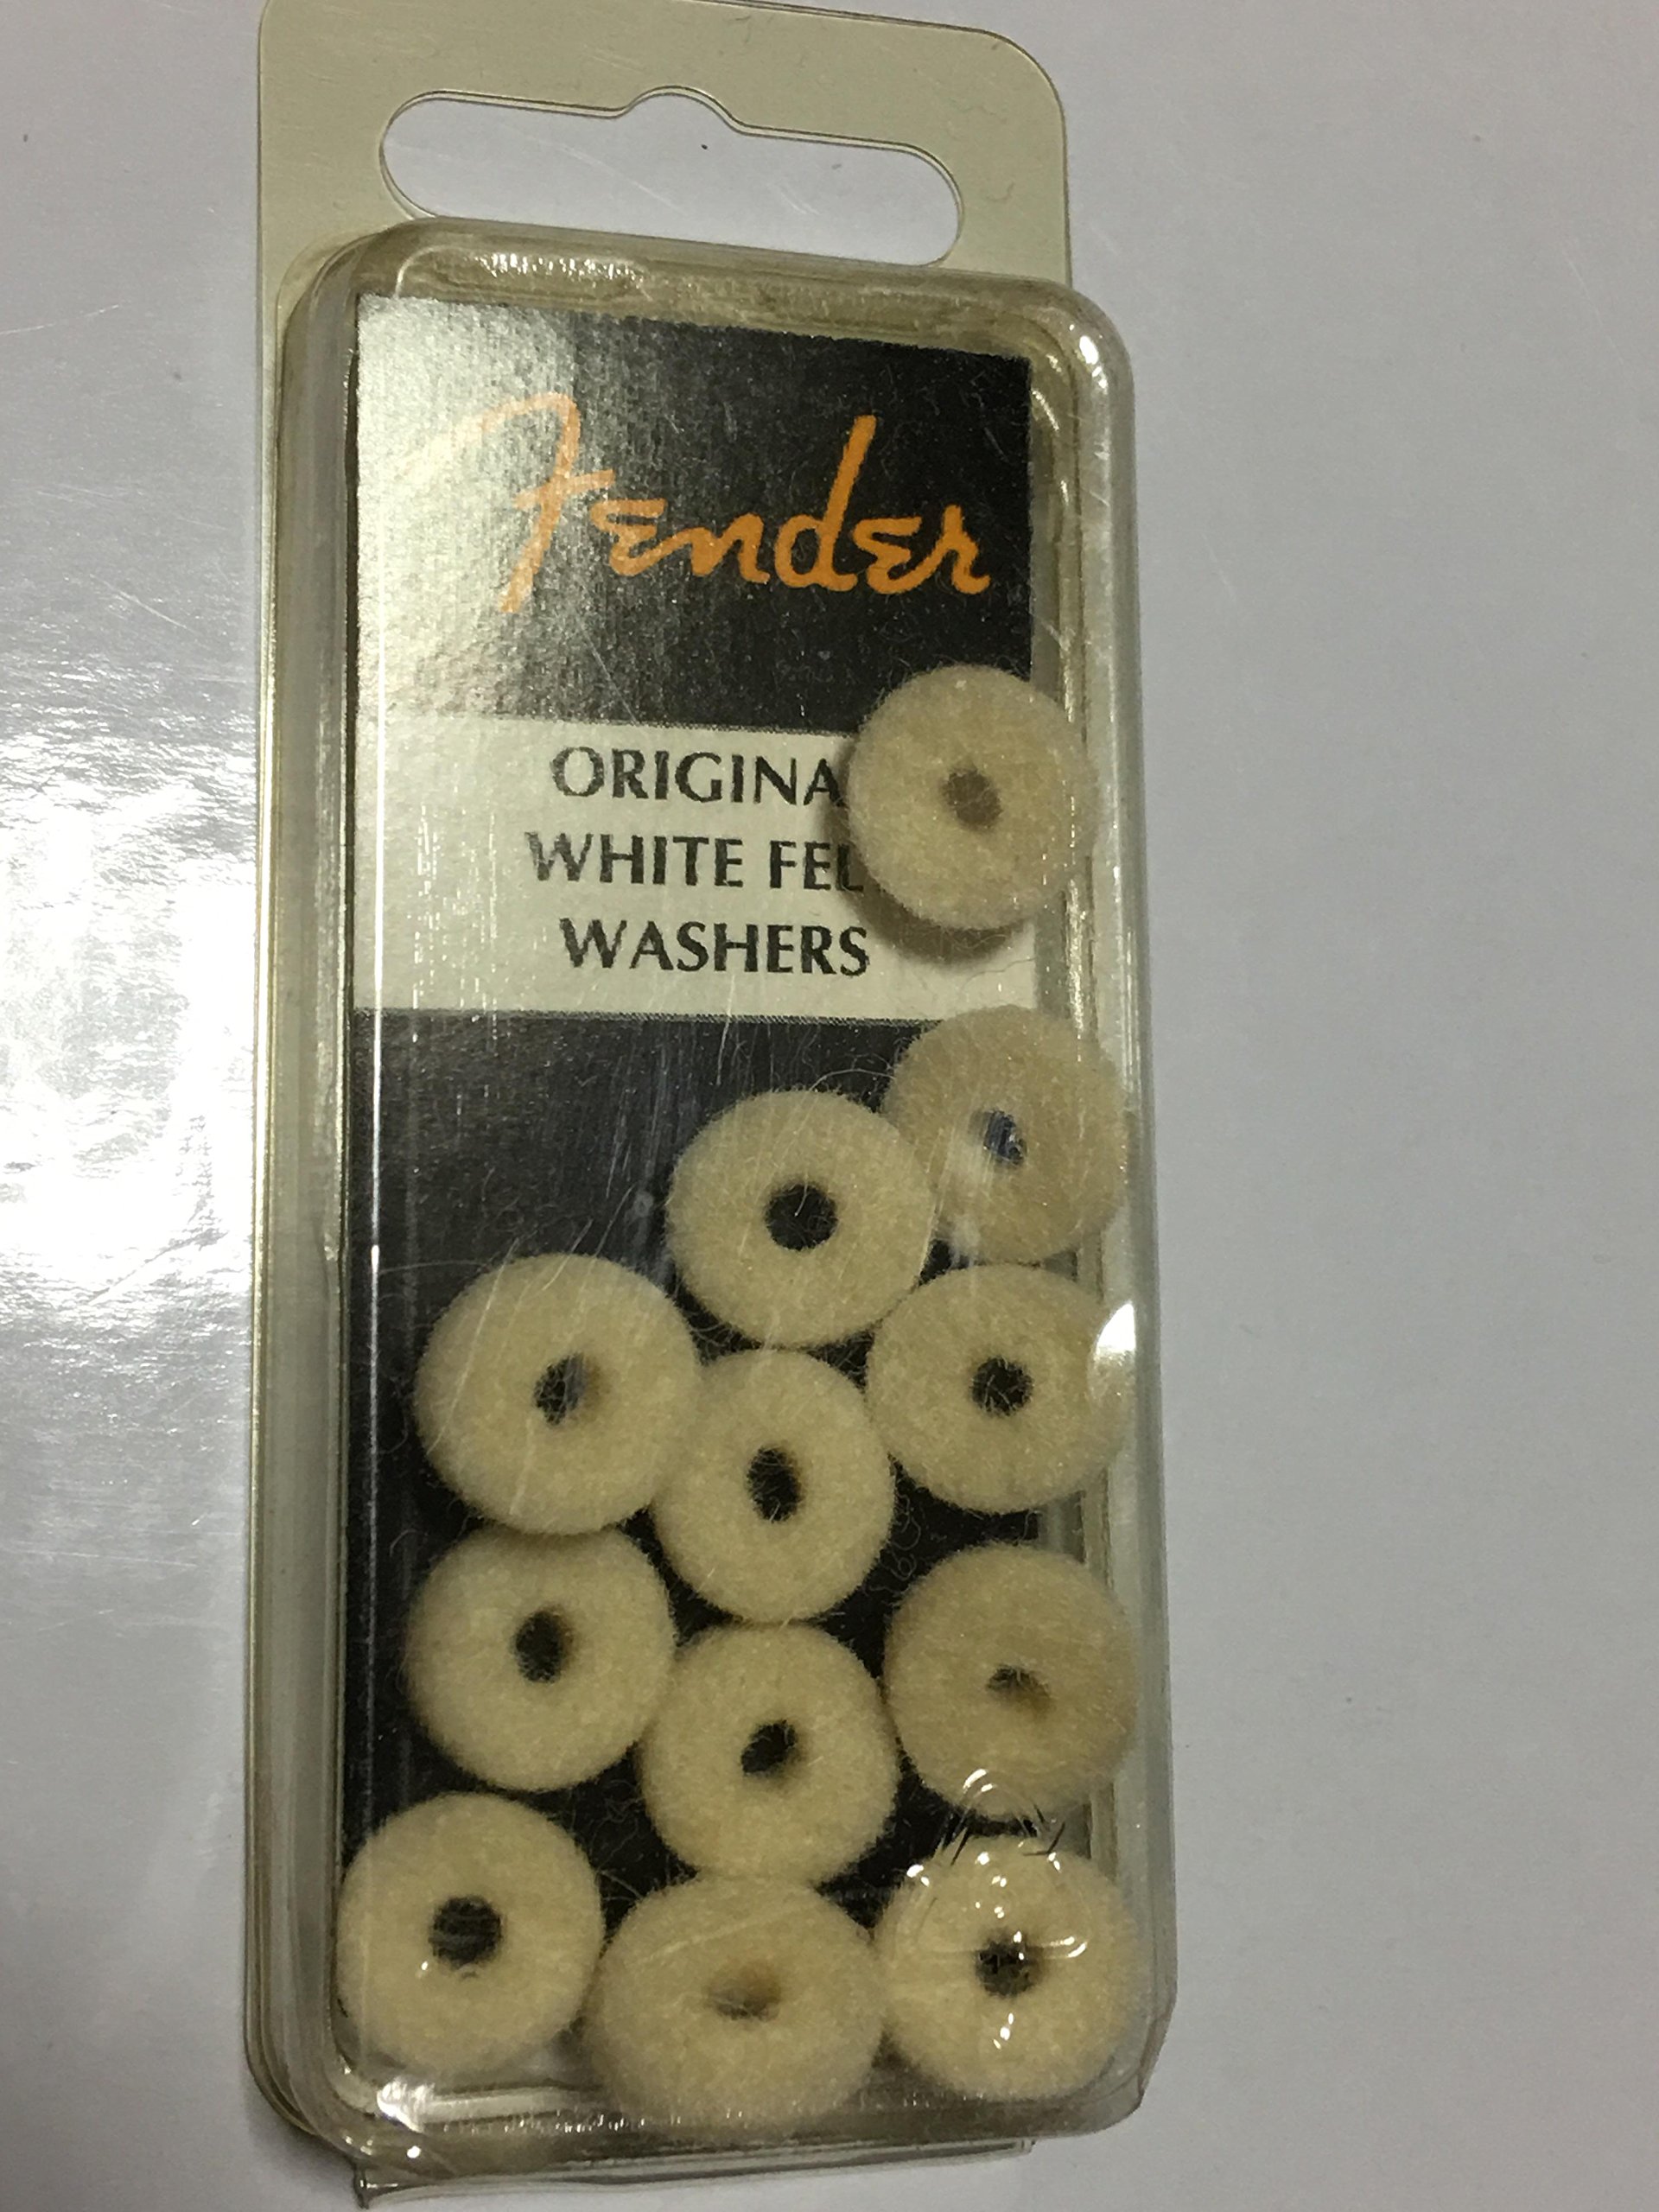 Fender
ORIGINA
WHITE FEL
WASHERS